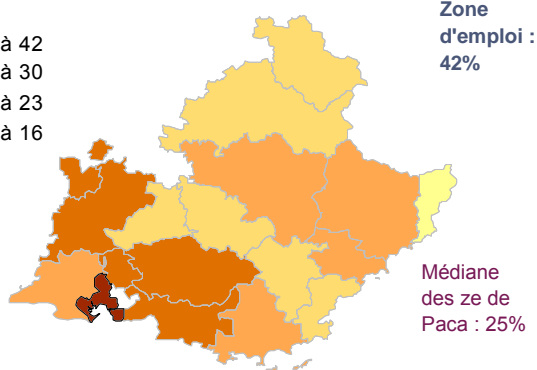 Zone
d'emploi :
42%
à 42
à 30
à 23
à 16
Médiane
des ze de
Paca : 25%